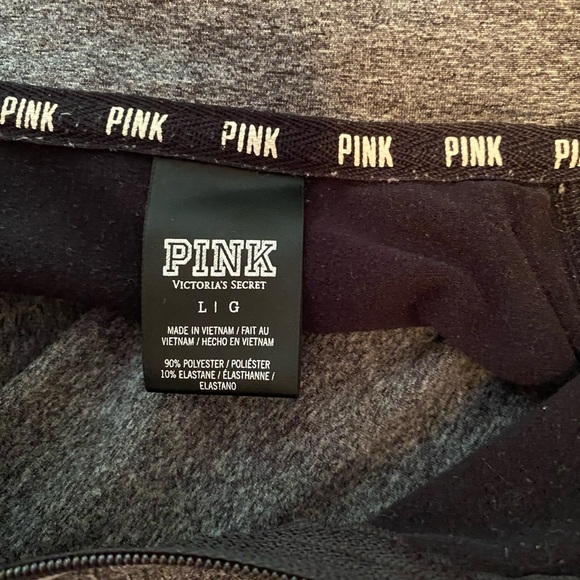 PINK PINK PINK PINK PINK PINK
PINK
VICTORIA'S SECRET
L | G
MADE IN VIETNAM / FAIT AU
VIETNAM / HECHO EN VIETNAM
90% POLYESTER / POLIÉSTER
10% ELASTANE / ÉLASTHANNE /
ELASTANO